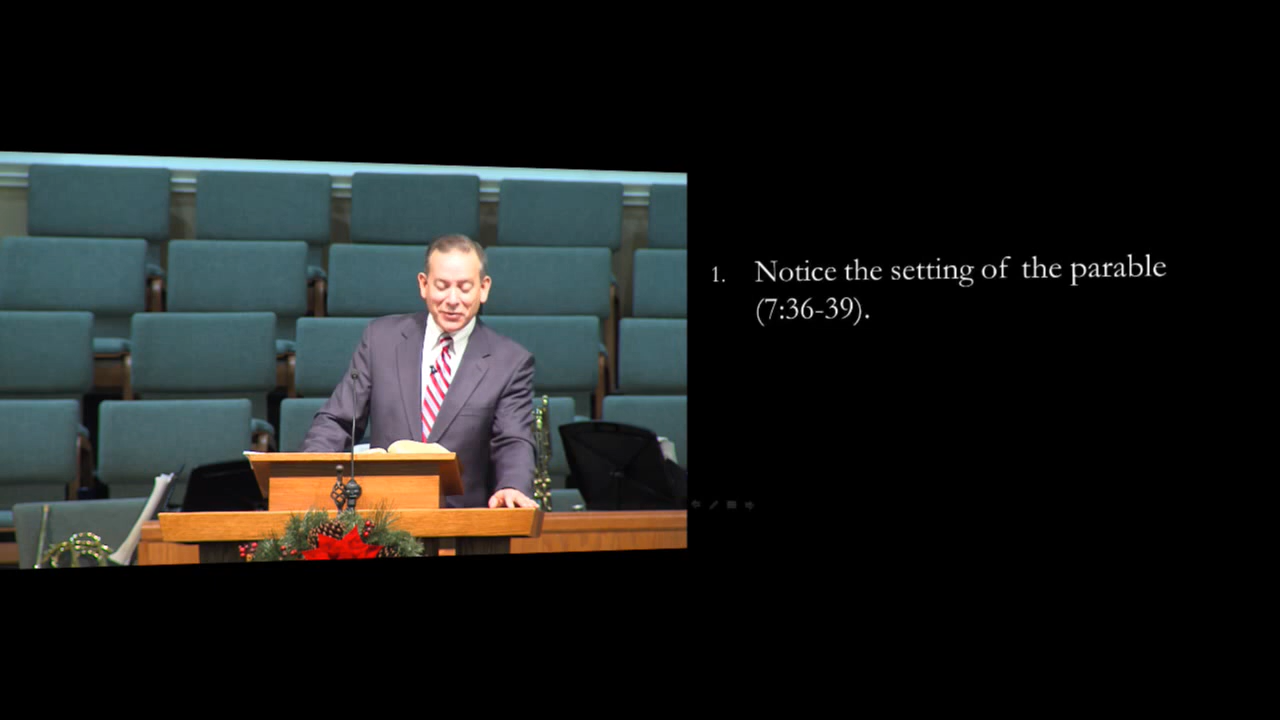 1. Notice the setting of the parable
(7:36-39).